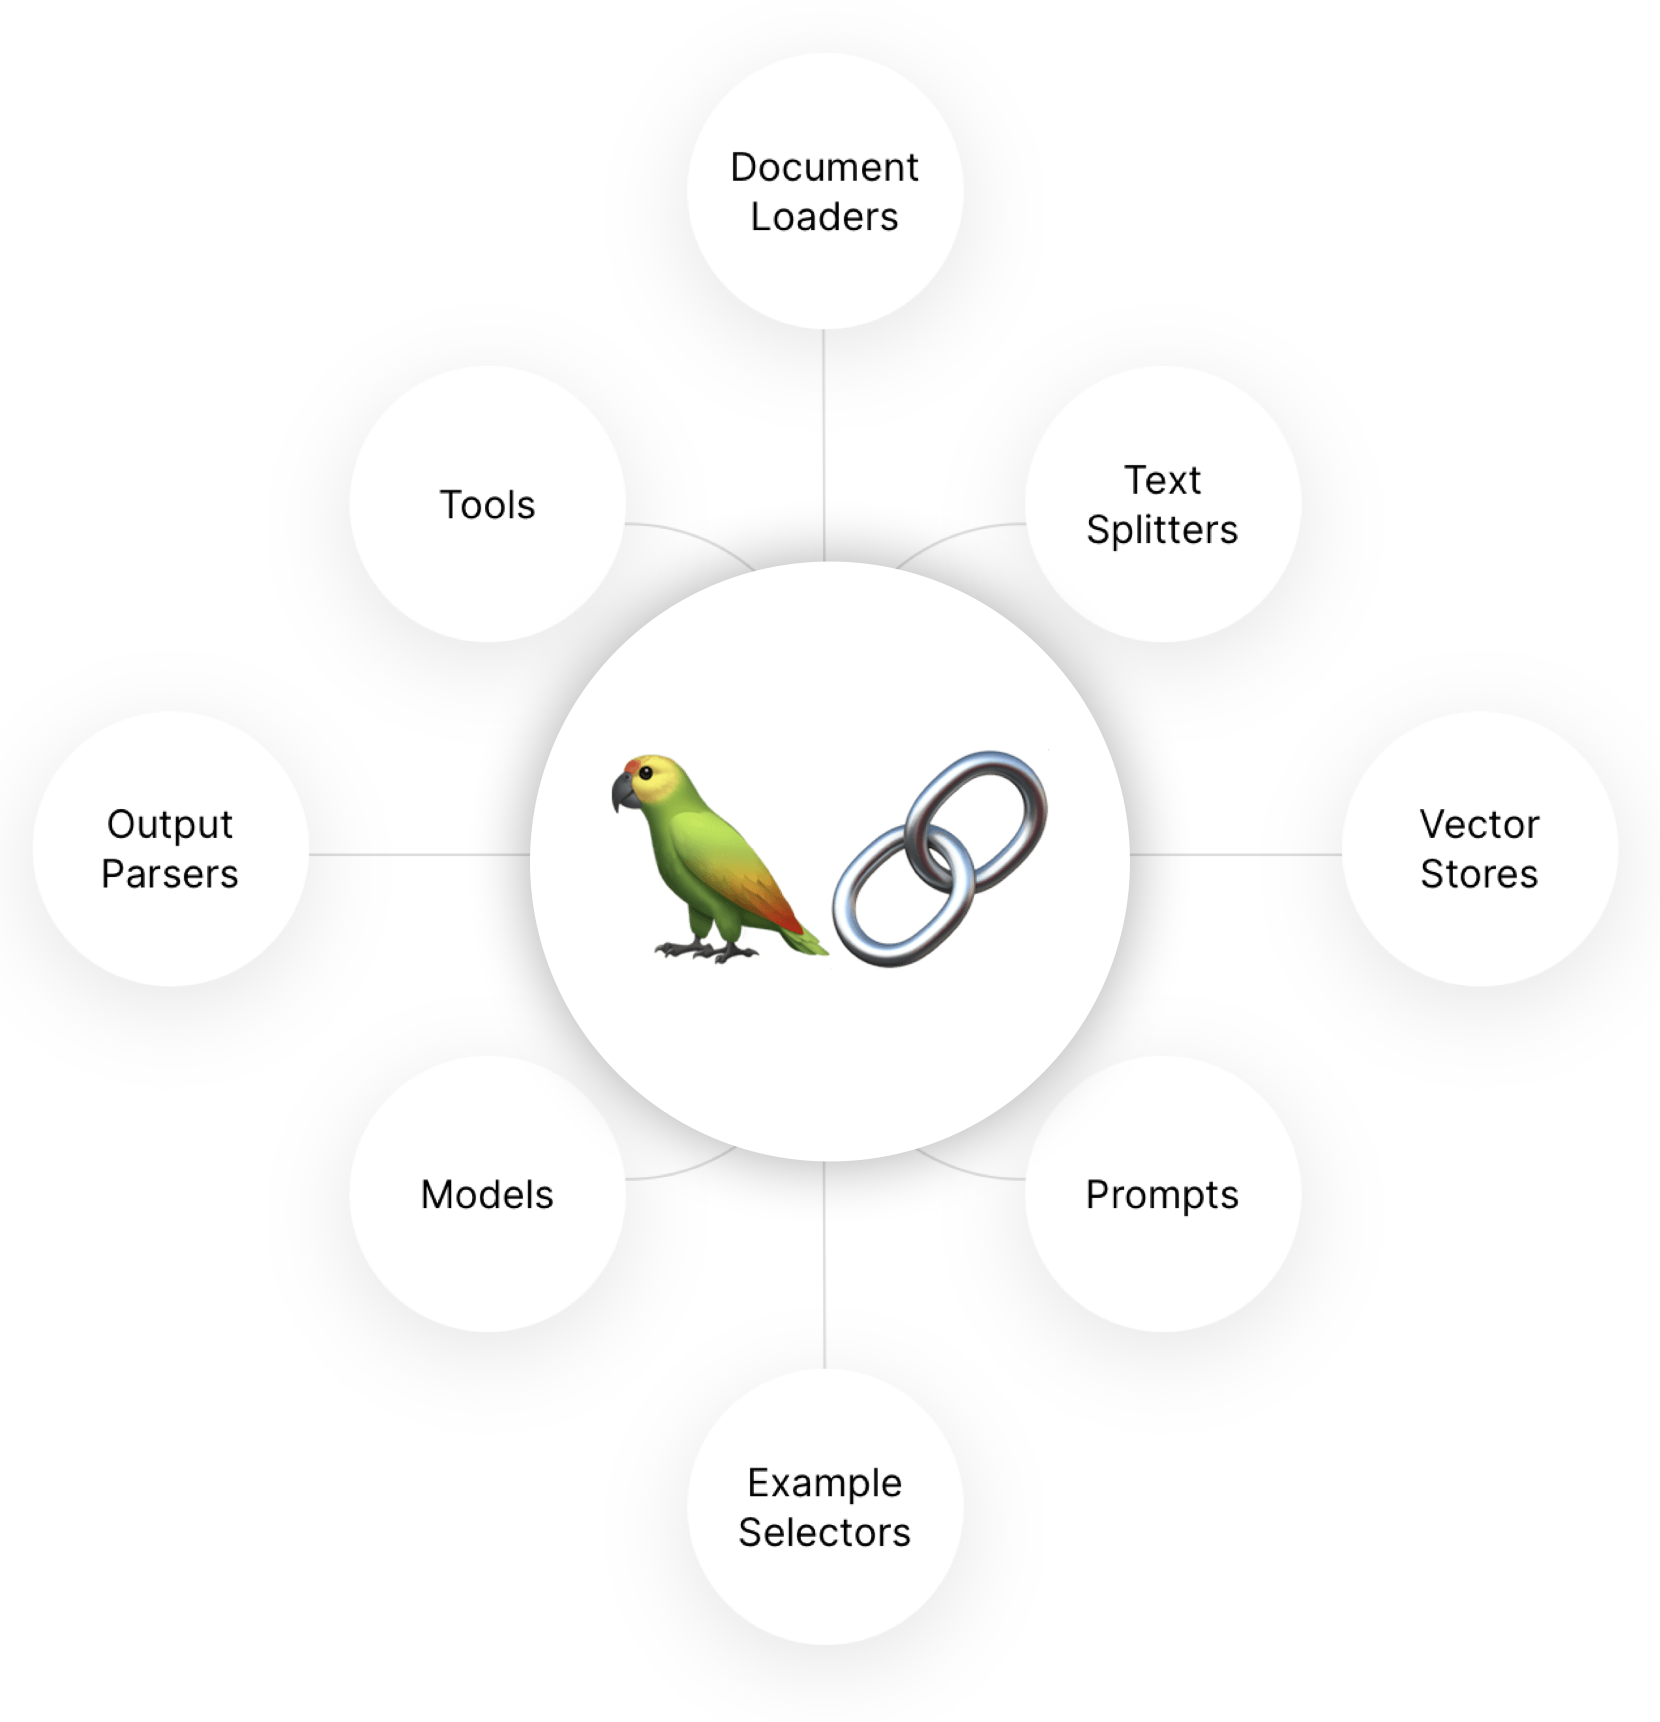 Document
Loaders
Tools
Text
Splitters
Output
Parsers
Vector
Stores
Models
Prompts
Example
Selectors